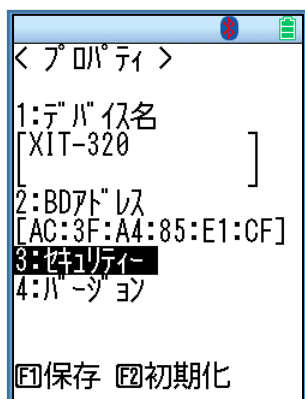 < ﾌﾟﾛﾊﾟﾃｨ >
1:ﾃﾞﾊﾞｲｽ名
[XIT-320
]
2:BDｱﾄﾞﾚｽ
[AC:3F:A4:85:E1:CF]
3:ｾｷｭﾘﾃｨｰ
4:ﾊﾞｰｼﾞｮﾝ
F1保存 F2初期化